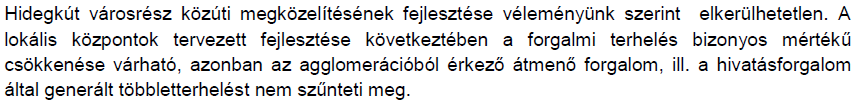 Hidegkút városrész közúti megközelítésének fejlesztése véleményünk szerint elkerülhetetlen. A
lokális központok tervezett fejlesztése következtében a forgalmi terhelés bizonyos mértékű
csökkenése várható, azonban az agglomerációból érkező átmenő forgalom, ill. a hivatásforgalom
által generált többletterhelést nem szűnteti meg.